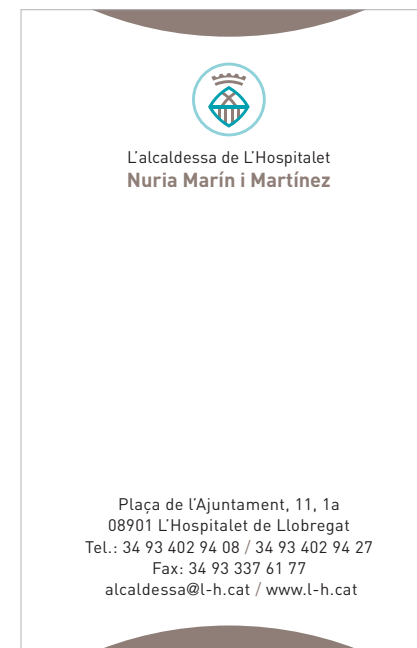 L'alcaldessa de L'Hospitalet
Nuria Marín i Martínez
Plaça de l'Ajuntament, 11, 1a
08901 L'Hospitalet de Llobregat
Tel.: 34 93 402 94 08 / 34 93 402 94 27
Fax: 34 93 337 61 77
alcaldessa@l-h.cat / www.l-h.cat